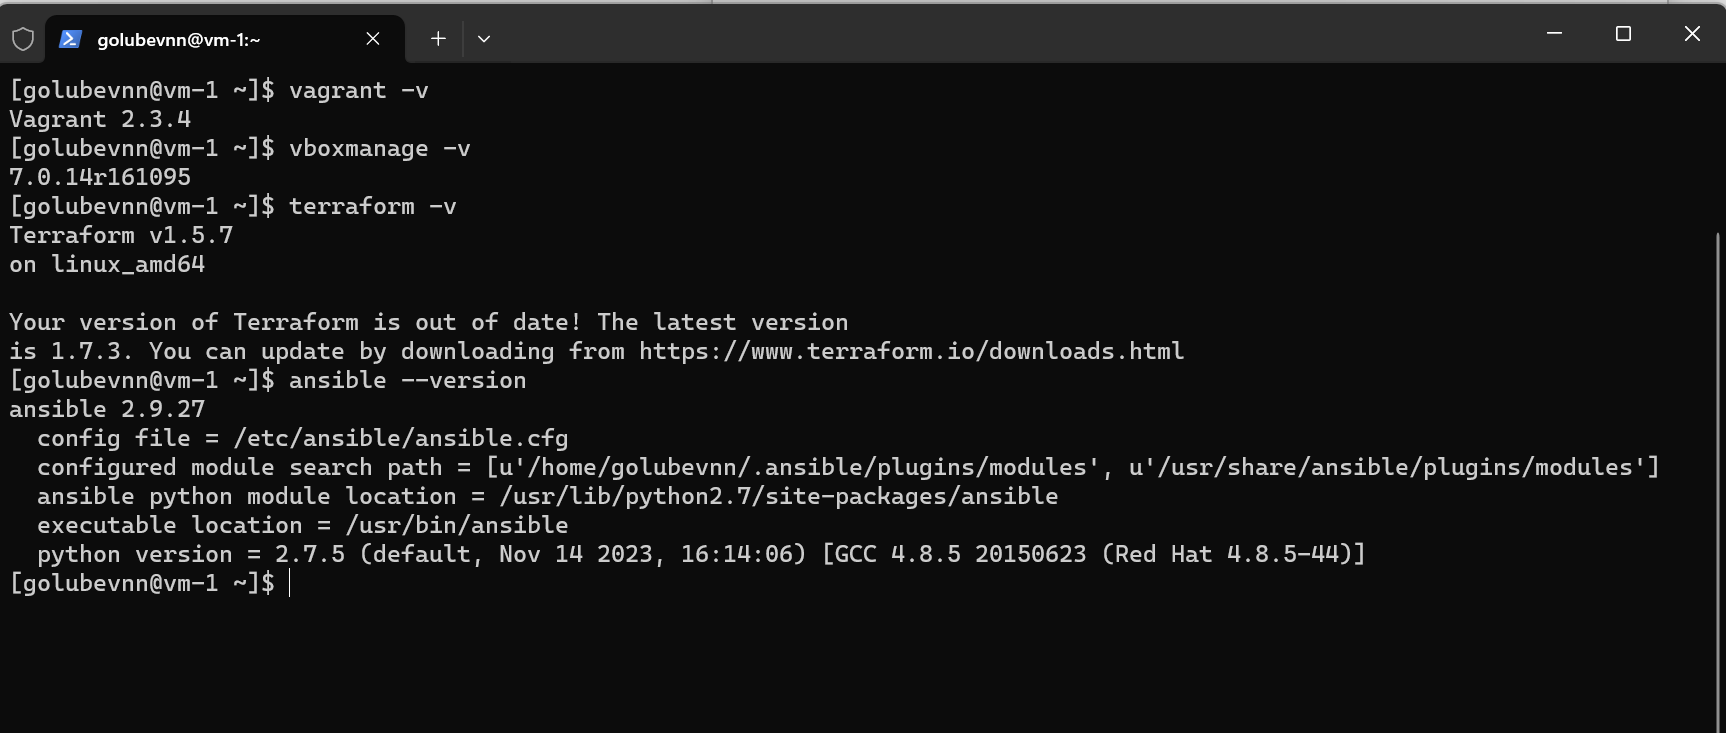 golubevnn@vm-1:~
[golubevnn@vm-1 ~]$ vagrant -v
Vagrant 2.3.4
[golubevnn@vm-1 ~]$ vboxmanage -v
7.0.14r161095
[golubevnn@vm-1 ~]$ terraform -v
Terraform v1.5.7
on linux_amd64
Your version of Terraform is out of date! The latest version
is 1.7.3. You can update by downloading from https://www.terraform.io/downloads.html
[golubevnn@vm-1 ~]$ ansible --version
ansible 2.9.27
  config file = /etc/ansible/ansible.cfg
  configured module search path = [u'/home/golubevnn/.ansible/plugins/modules', u'/usr/share/ansible/plugins/modules']
  ansible python module location = /usr/lib/python2.7/site-packages/ansible
  executable location = /usr/bin/ansible
  python version = 2.7.5 (default, Nov 14 2023, 16:14:06) [GCC 4.8.5 20150623 (Red Hat 4.8.5-44)]
[golubevnn@vm-1 ~]$